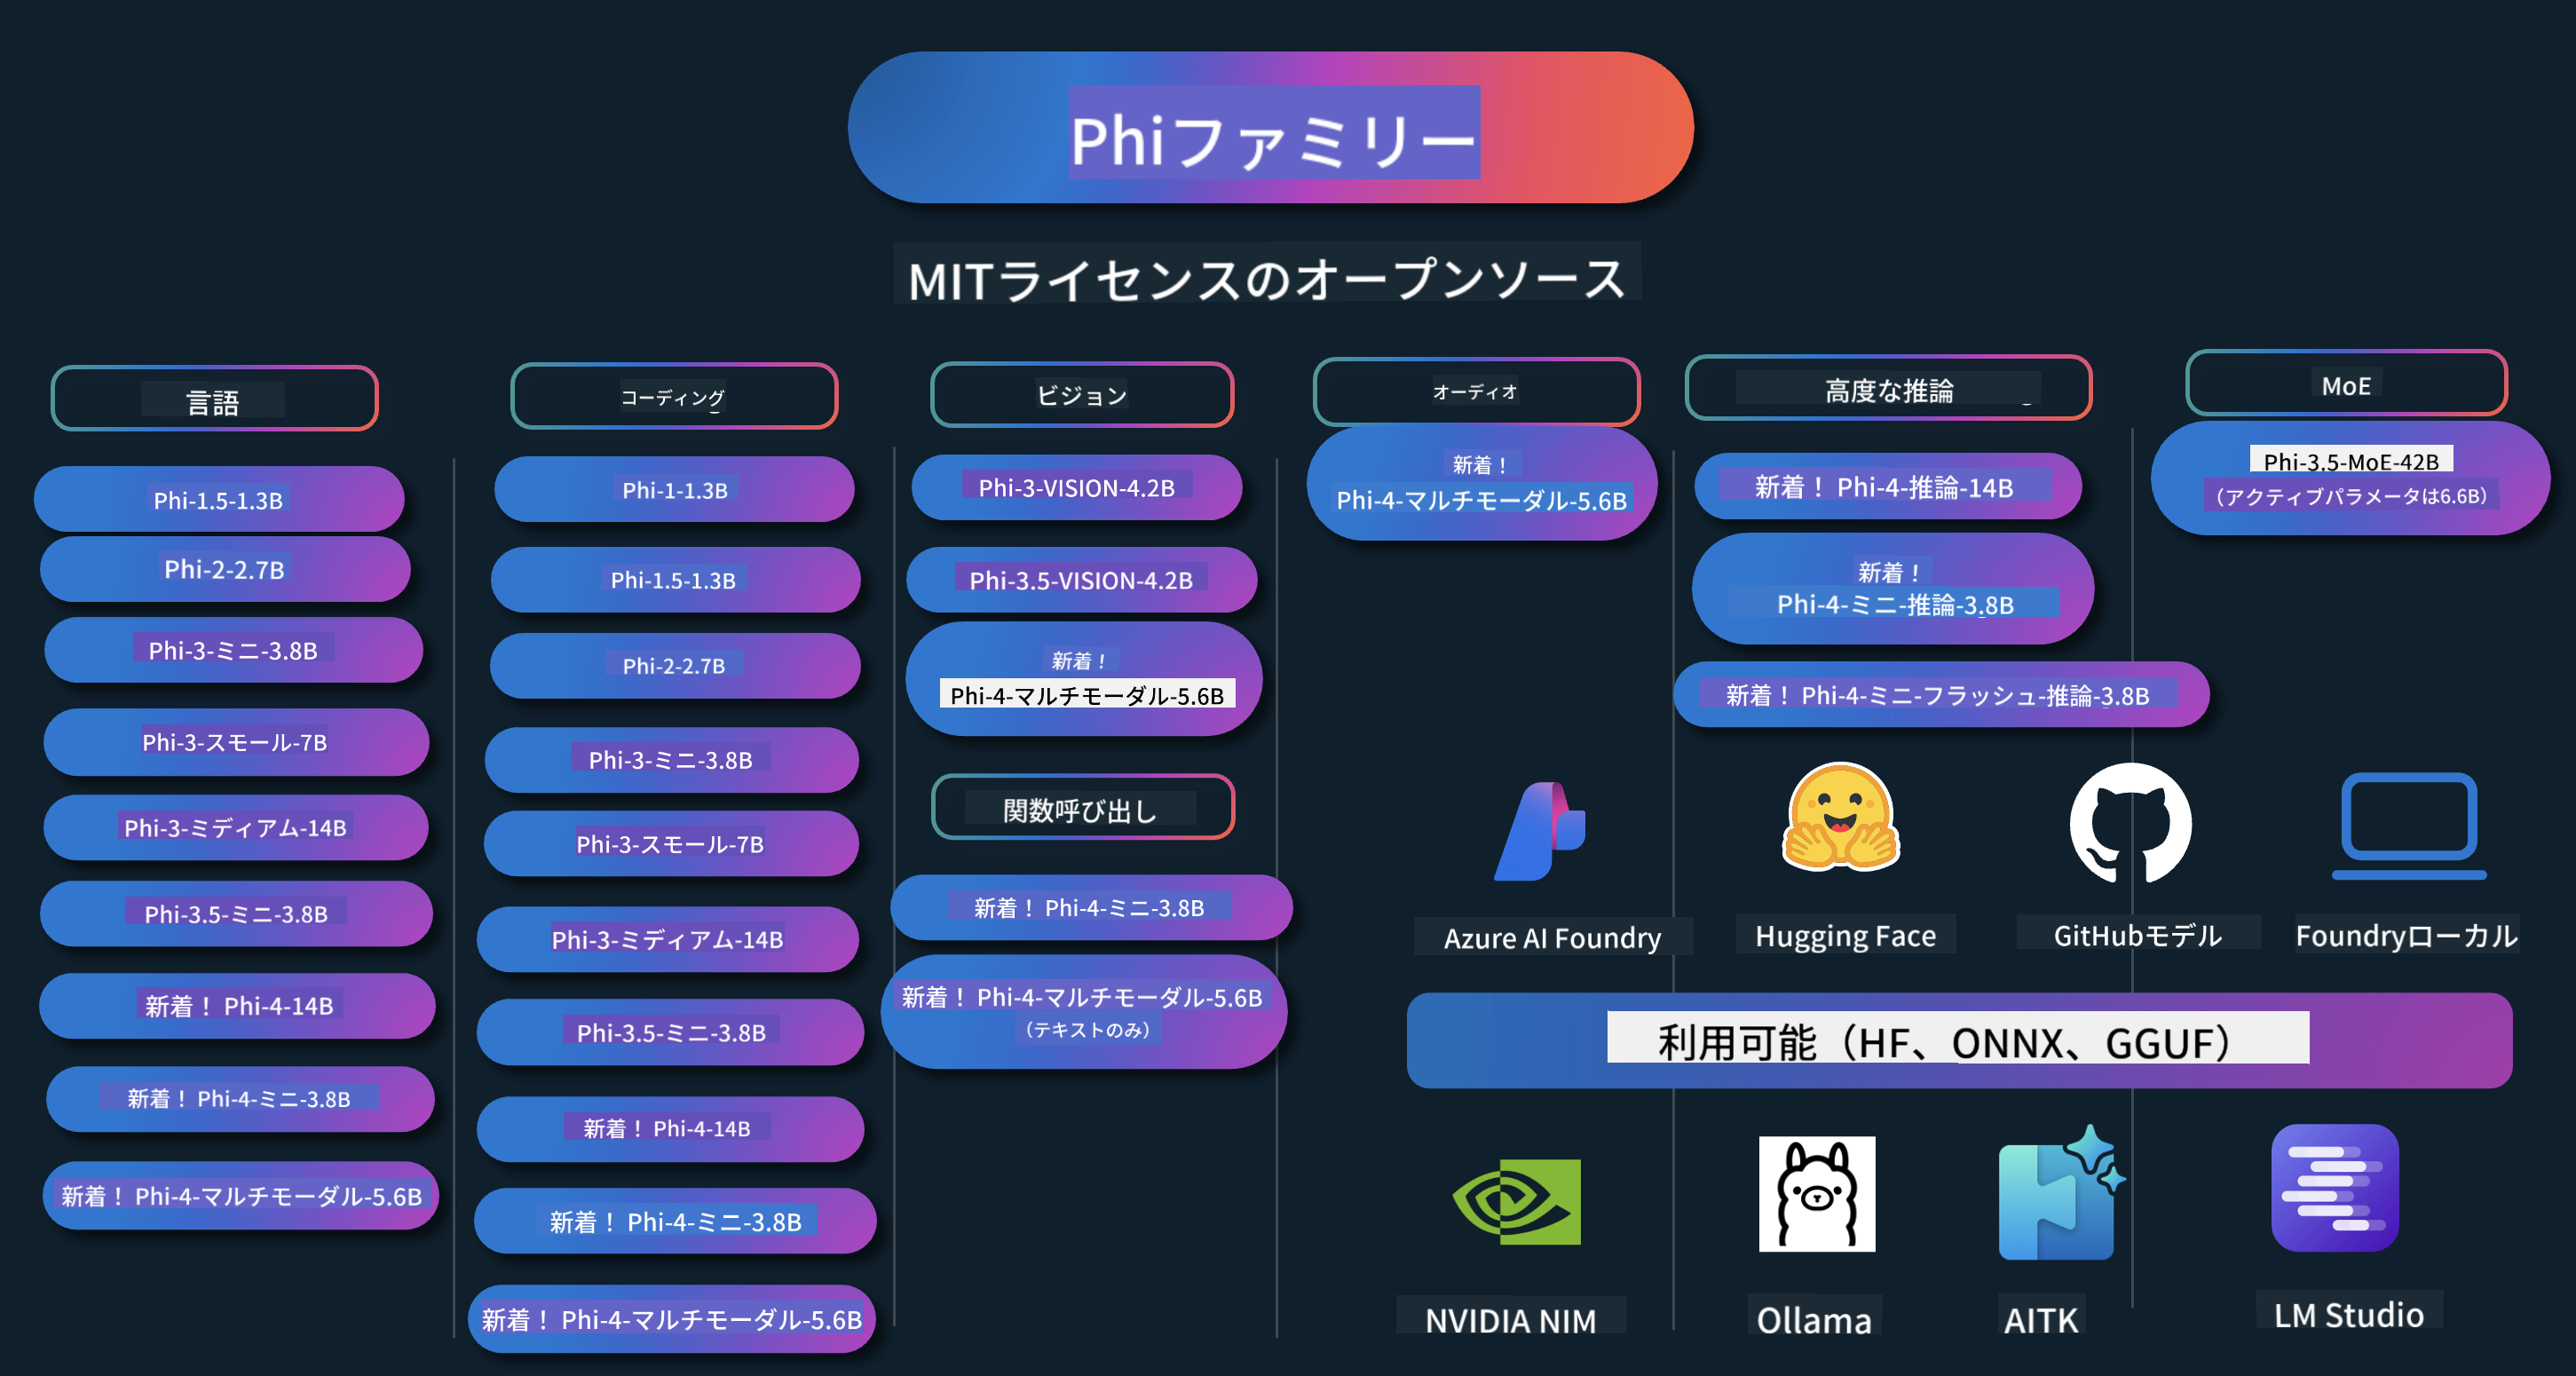 Phiファミリー
MITライセンスのオープンソース
言語
Phi-1.5-1.3B
Phi-2-2.7B
Phi-3-ミニ-3.8B
Phi-3-スモール-7B
Phi-3-ミディアム-14B
Phi-3.5-ミニ-3.8B
新着！ Phi-4-14B
新着！ Phi-4-ミニ-3.8B
新着！ Phi-4-マルチモーダル-5.6B
コーディング
Phi-1-1.3B
Phi-1.5-1.3B
Phi-2-2.7B
Phi-3-ミニ-3.8B
Phi-3-スモール-7B
Phi-3-ミディアム-14B
Phi-3.5-ミニ-3.8B
新着！ Phi-4-14B
新着！ Phi-4-ミニ-3.8B
新着！ Phi-4-マルチモーダル-5.6B
ビジョン
Phi-3-VISION-4.2B
Phi-3.5-VISION-4.2B
新着！
Phi-4-マルチモーダル-5.6B
関数呼び出し
新着！ Phi-4-ミニ-3.8B
新着！ Phi-4-マルチモーダル-5.6B
（テキストのみ）
オーディオ
新着！
Phi-4-マルチモーダル-5.6B
高度な推論
新着！ Phi-4-推論-14B
新着！
Phi-4-ミニ-推論-3.8B
新着！ Phi-4-ミニ-フラッシュ-推論-3.8B
MoE
Phi-3.5-MoE-42B
（アクティブパラメータは6.6B）
Azure AI Foundry
Hugging Face
GitHubモデル
Foundryローカル
利用可能（HF、ONNX、GGUF）
NVIDIA NIM
Ollama
AITK
LM Studio